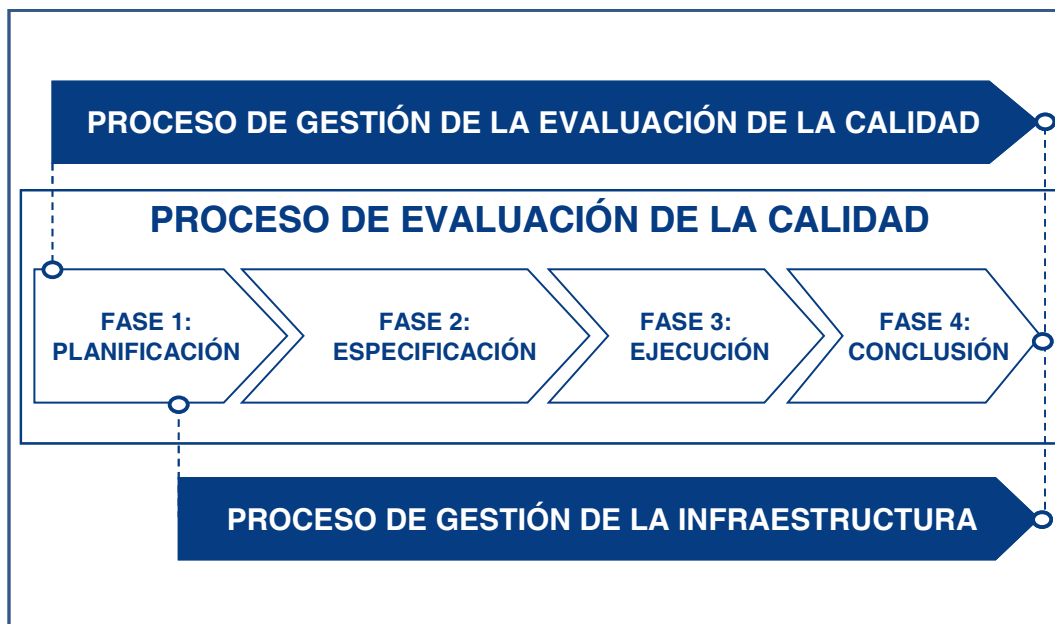 PROCESO DE GESTIÓN DE LA EVALUACIÓN DE LA CALIDAD
PROCESO DE EVALUACIÓN DE LA CALIDAD
FASE 1:
PLANIFICACIÓN
FASE 2:
ESPECIFICACIÓN
FASE 3:
EJECUCIÓN
FASE 4:
CONCLUSIÓN
PROCESO DE GESTIÓN DE LA INFRAESTRUCTURA